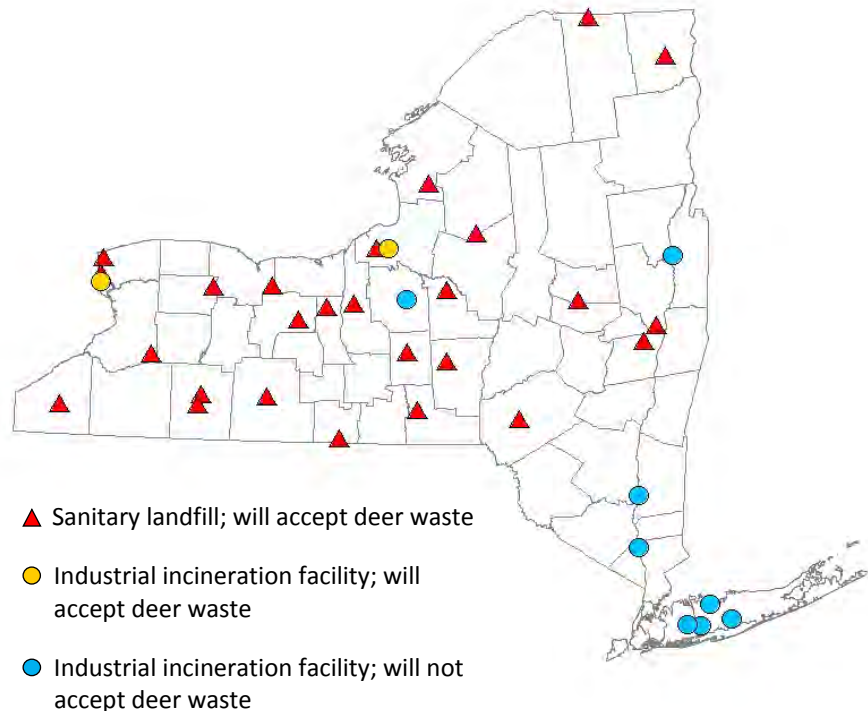 Sanitary landfill; will accept deer waste
Industrial incineration facility; will
accept deer waste
Industrial incineration facility; will not
accept deer waste